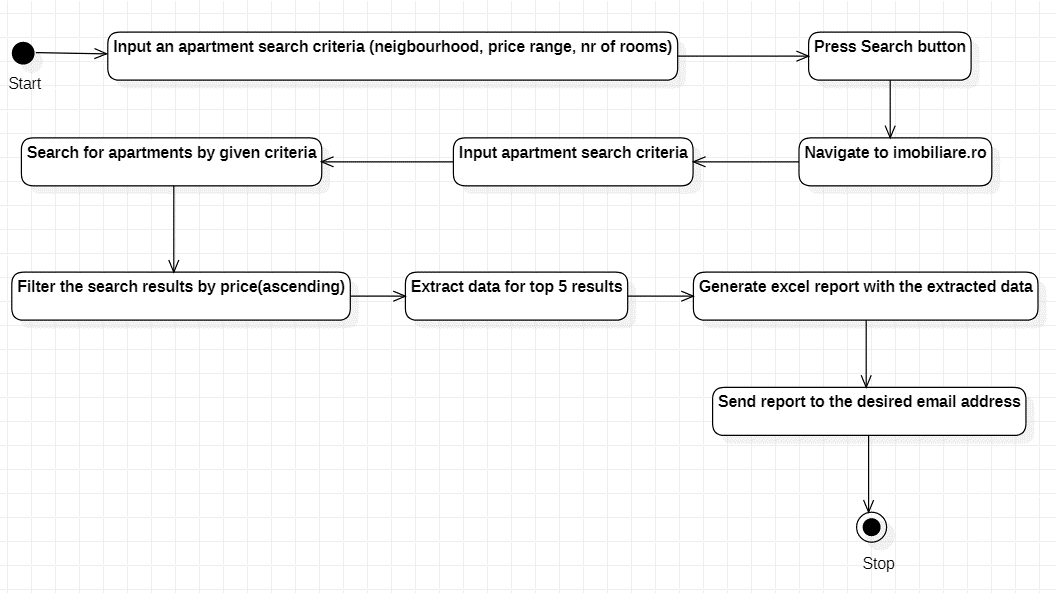 Input an apartment search criteria (neigbourhood, price range, nr of rooms)
Press Search button
Start
Search for apartments by given criteria
Input apartment search criteria
Navigate to imobiliare.ro
Filter the search results by price(ascending)
Extract data for top 5 results
Generate excel report with the extracted data
Send report to the desired email address
Stop